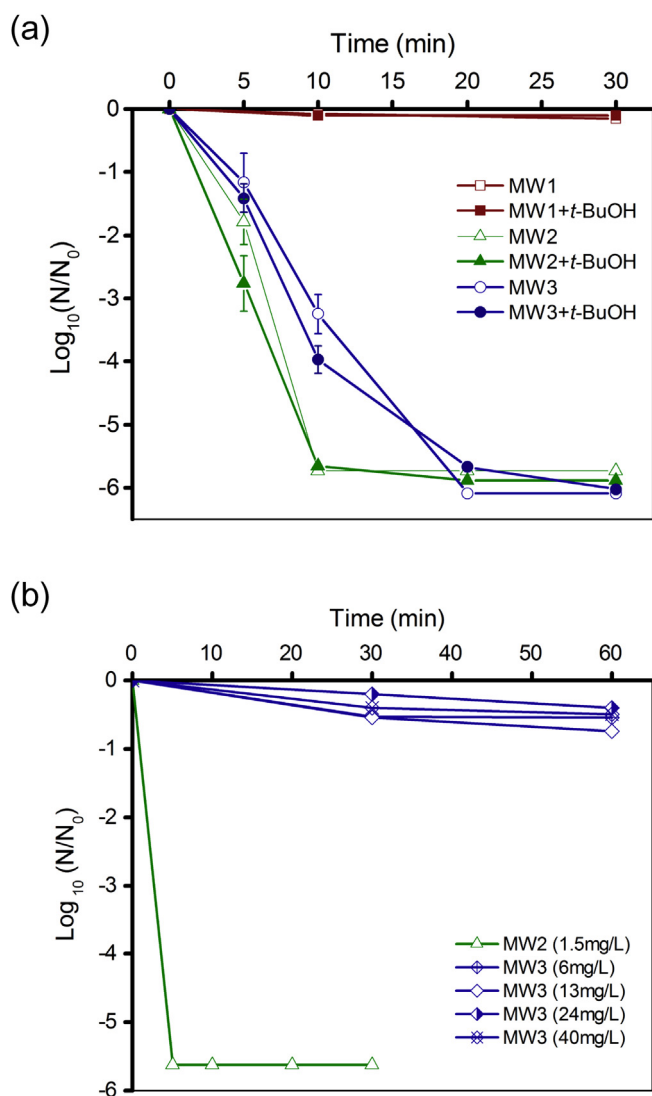 (a)
Time (min)
0 5 10 15 20 25 30
0
-1
-2
-3
-4
-5
-6
Log10(N/N0)
MW1
MW1+t-BuOH
MW2
MW2+t-BuOH
MW3
MW3+t-BuOH
(b)
Time (min)
0 10 20 30 40 50 60
0
-1
-2
-3
-4
-5
-6
Log10 (N/N0)
MW2 (1.5mg/L)
MW3 (6mg/L)
MW3 (13mg/L)
MW3 (24mg/L)
MW3 (40mg/L)